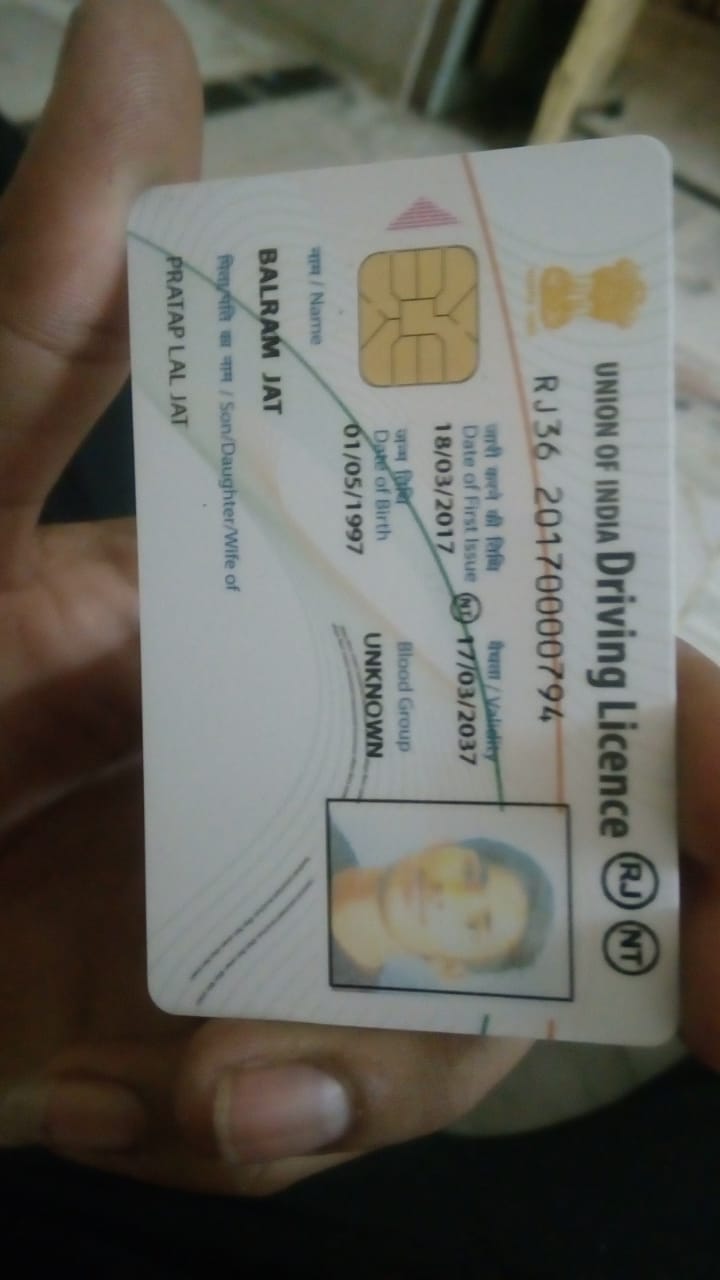 UNION OF INDIA Driving Licence RJ NT
RJ36 20170000794
जारी करने की तिथि
Date of First Issue
18/03/2017
वैधता / Validity
NT 17/03/2037
जन्म तिथि
Date of Birth
01/05/1997
Blood Group
UNKNOWN
नाम / Name
BALRAM JAT
पिता/पति का नाम / Son/Daughter/Wife of
PRATAP LAL JAT